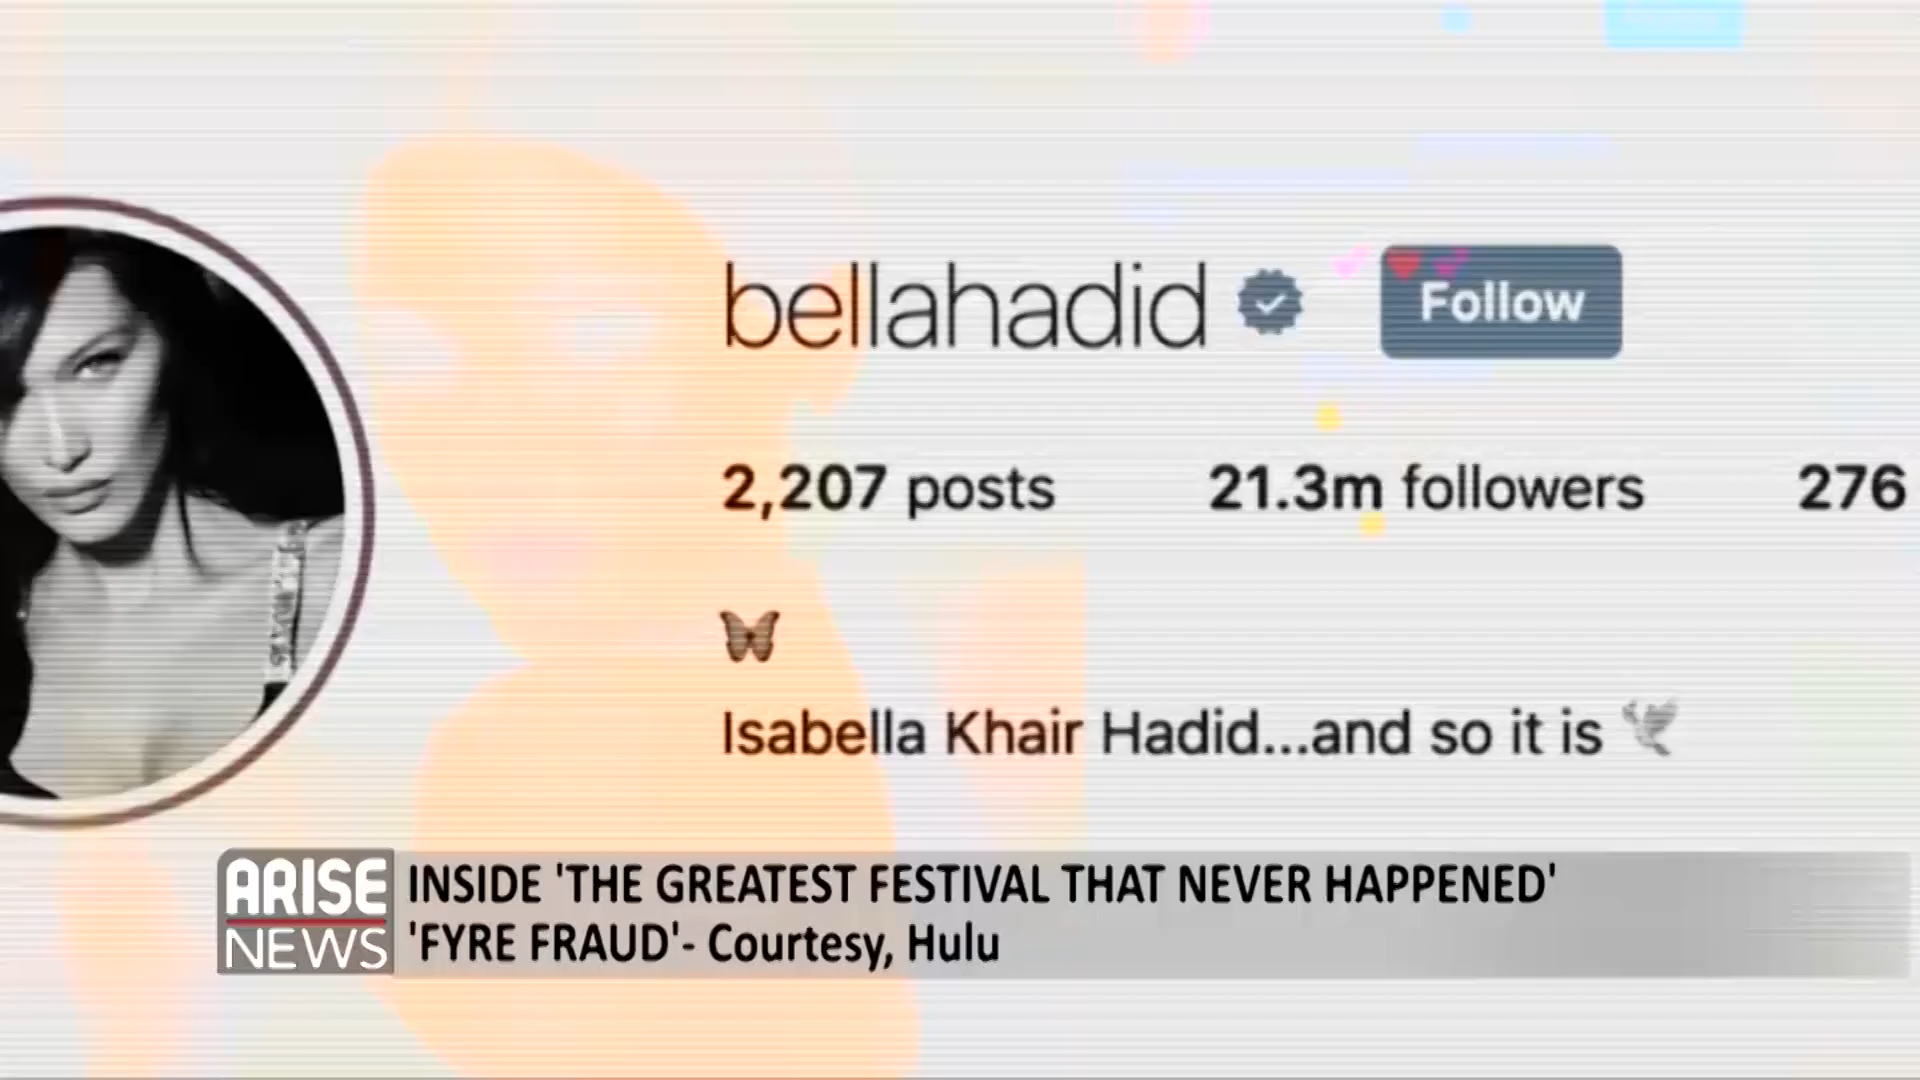 bellahadid Follow
2,207 posts 21.3m followers 276
Isabella Khair Hadid...and so it is
ARISE NEWS
INSIDE 'THE GREATEST FESTIVAL THAT NEVER HAPPENED'
'FYRE FRAUD'- Courtesy, Hulu